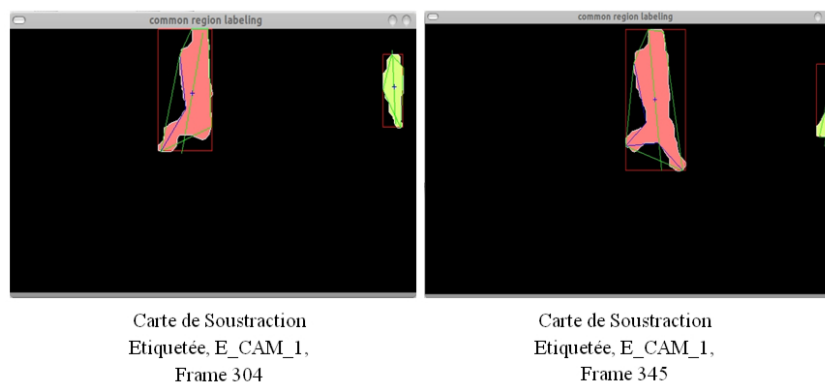 common region labeling
common region labeling
Carte de Soustraction
Etiquetée, E_CAM_1,
Frame 304
Carte de Soustraction
Etiquetée, E_CAM_1,
Frame 345